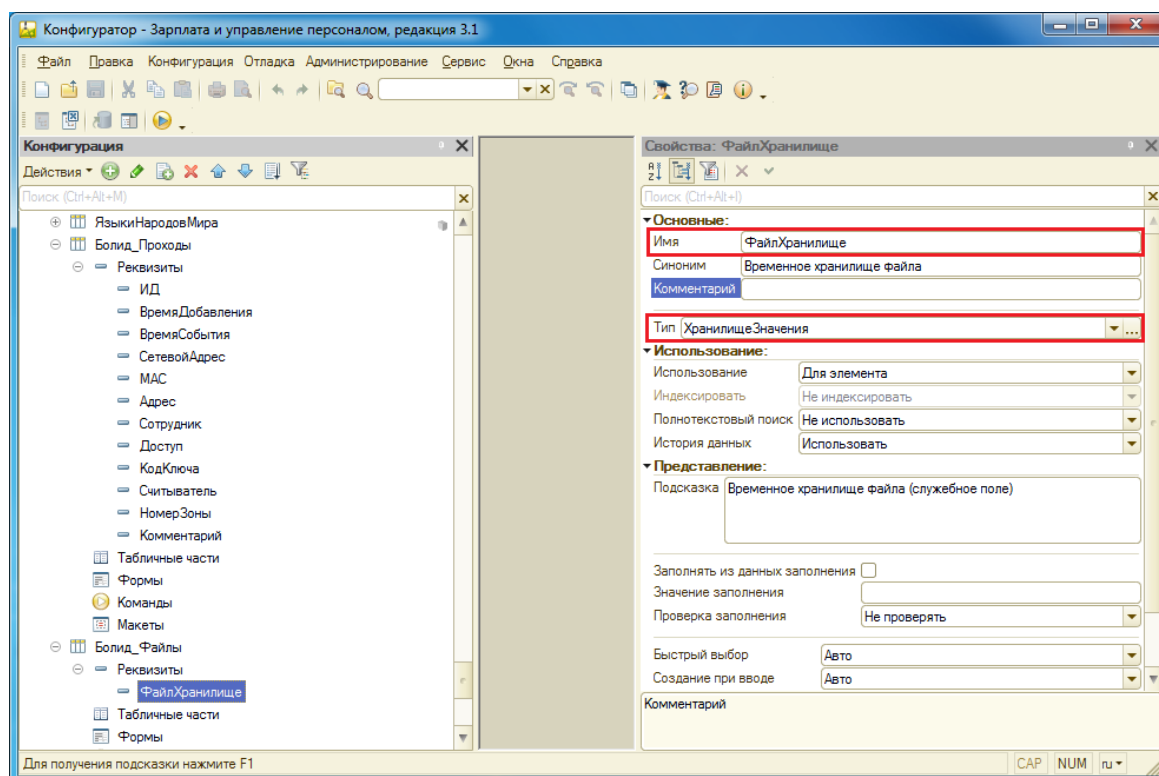 Конфигуратор - Зарплата и управление персоналом, редакция 3.1
Файл Правка Конфигурация Отладка Администрирование Сервис Окна Справка
Конфигурация
Действия
Поиск (Ctrl+Alt+M)
ЯзыкиНародовМира
Болид_Проходы
Реквизиты
ИД
ВремяДобавления
ВремяСобытия
СетевойАдрес
MAC
Адрес
Сотрудник
Доступ
КодКлюча
Считыватель
НомерЗоны
Комментарий
Табличные части
Формы
Команды
Макеты
Болид_Файлы
Реквизиты
ФайлХранилище
Табличные части
Формы
Свойства: ФайлХранилище
Поиск (Ctrl+Alt+I)
Основные:
Имя ФайлХранилище
Синоним Временное хранилище файла
Комментарий
Тип ХранилищеЗначения
Использование:
Использование Для элемента
Индексировать Не индексировать
Полнотекстовый поиск Не использовать
История данных Использовать
Представление:
Подсказка Временное хранилище файла (служебное поле)
Заполнять из данных заполнения
Значение заполнения
Проверка заполнения Не проверять
Быстрый выбор Авто
Создание при вводе Авто
Комментарий
Для получения подсказки нажмите F1 CAP NUM ru